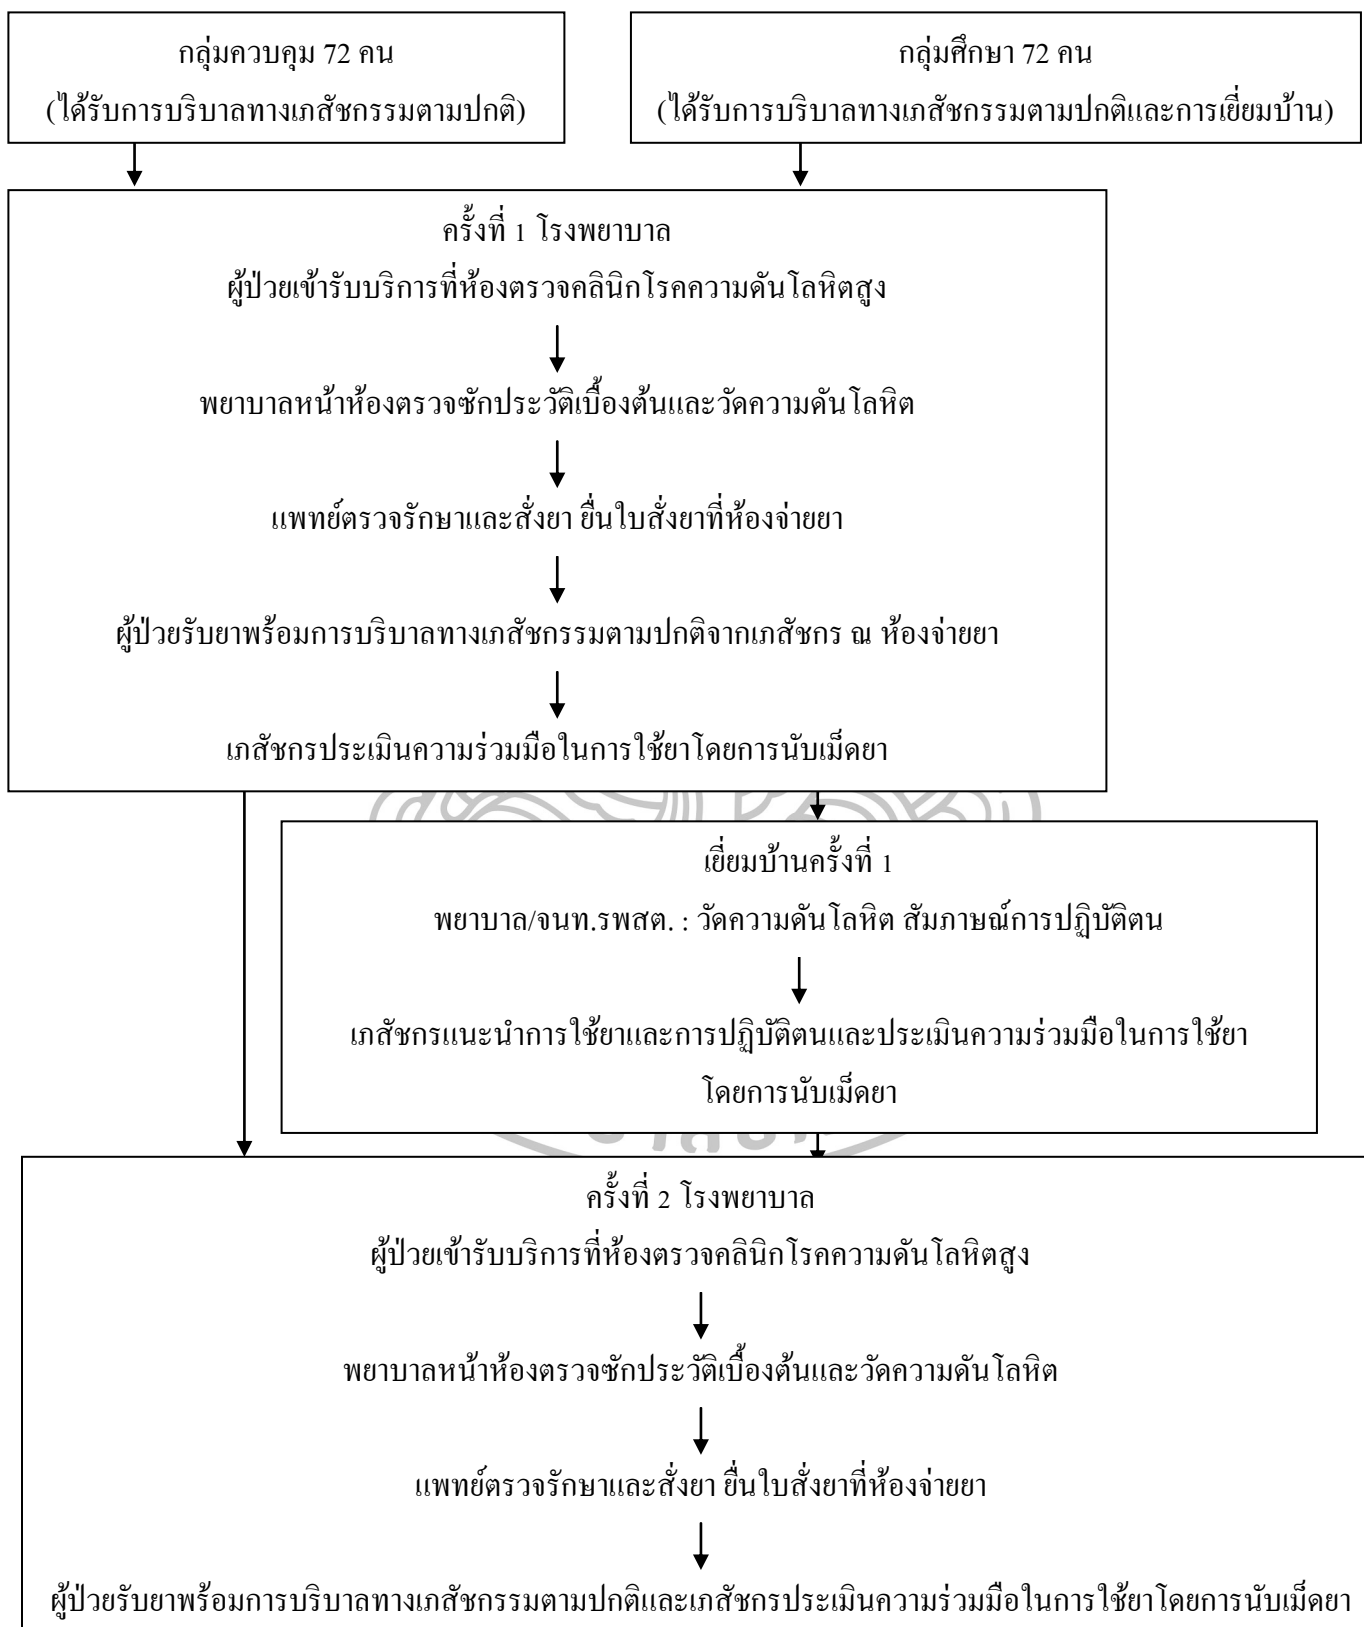 กลุ่มควบคุม 72 คน
(ได้รับการบริบาลทางเภสัชกรรมตามปกติ)
กลุ่มศึกษา 72 คน
(ได้รับการบริบาลทางเภสัชกรรมตามปกติและการเยี่ยมบ้าน)
ครั้งที่ 1 โรงพยาบาล
ผู้ป่วยเข้ารับบริการที่ห้องตรวจคลินิกโรคความดันโลหิตสูง
พยาบาลหน้าห้องตรวจซักประวัติเบื้องต้นและวัดความดันโลหิต
แพทย์ตรวจรักษาและสั่งยา ยื่นใบสั่งยาที่ห้องจ่ายยา
ผู้ป่วยรับยาพร้อมการบริบาลทางเภสัชกรรมตามปกติจากเภสัชกร ณ ห้องจ่ายยา
เภสัชกรประเมินความร่วมมือในการใช้ยาโดยการนับเม็ดยา
เยี่ยมบ้านครั้งที่ 1
พยาบาล/จนท.รพสต. : วัดความดันโลหิต สัมภาษณ์การปฏิบัติตน
เภสัชกรแนะนำการใช้ยาและการปฏิบัติตนและประเมินความร่วมมือในการใช้ยา
โดยการนับเม็ดยา
ครั้งที่ 2 โรงพยาบาล
ผู้ป่วยเข้ารับบริการที่ห้องตรวจคลินิกโรคความดันโลหิตสูง
พยาบาลหน้าห้องตรวจซักประวัติเบื้องต้นและวัดความดันโลหิต
แพทย์ตรวจรักษาและสั่งยา ยื่นใบสั่งยาที่ห้องจ่ายยา
ผู้ป่วยรับยาพร้อมการบริบาลทางเภสัชกรรมตามปกติและเภสัชกรประเมินความร่วมมือในการใช้ยาโดยการนับเม็ดยา